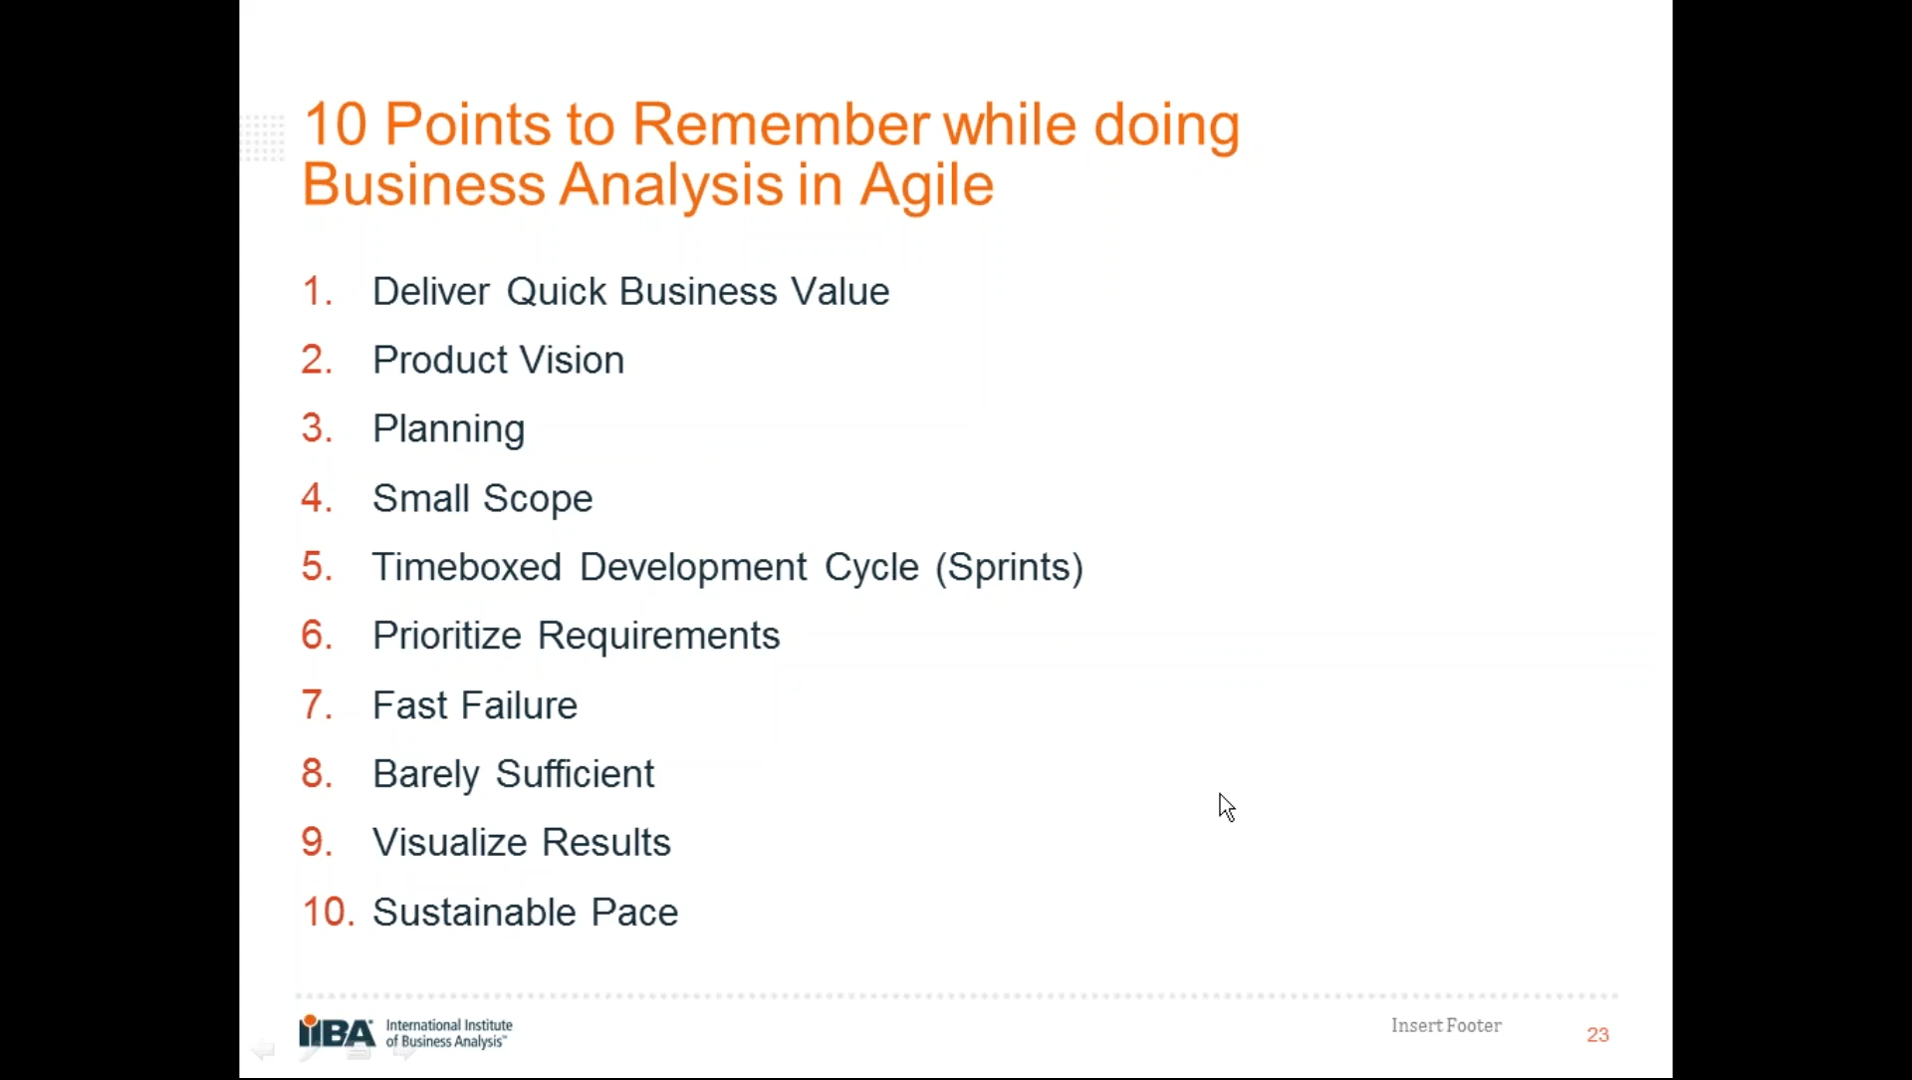 10 Points to Remember while doing
Business Analysis in Agile
1. Deliver Quick Business Value
2. Product Vision
3. Planning
4. Small Scope
5. Timeboxed Development Cycle (Sprints)
6. Prioritize Requirements
7. Fast Failure
8. Barely Sufficient
9. Visualize Results
10. Sustainable Pace
IIBA International Institute
of Business Analysis™
Insert Footer
23